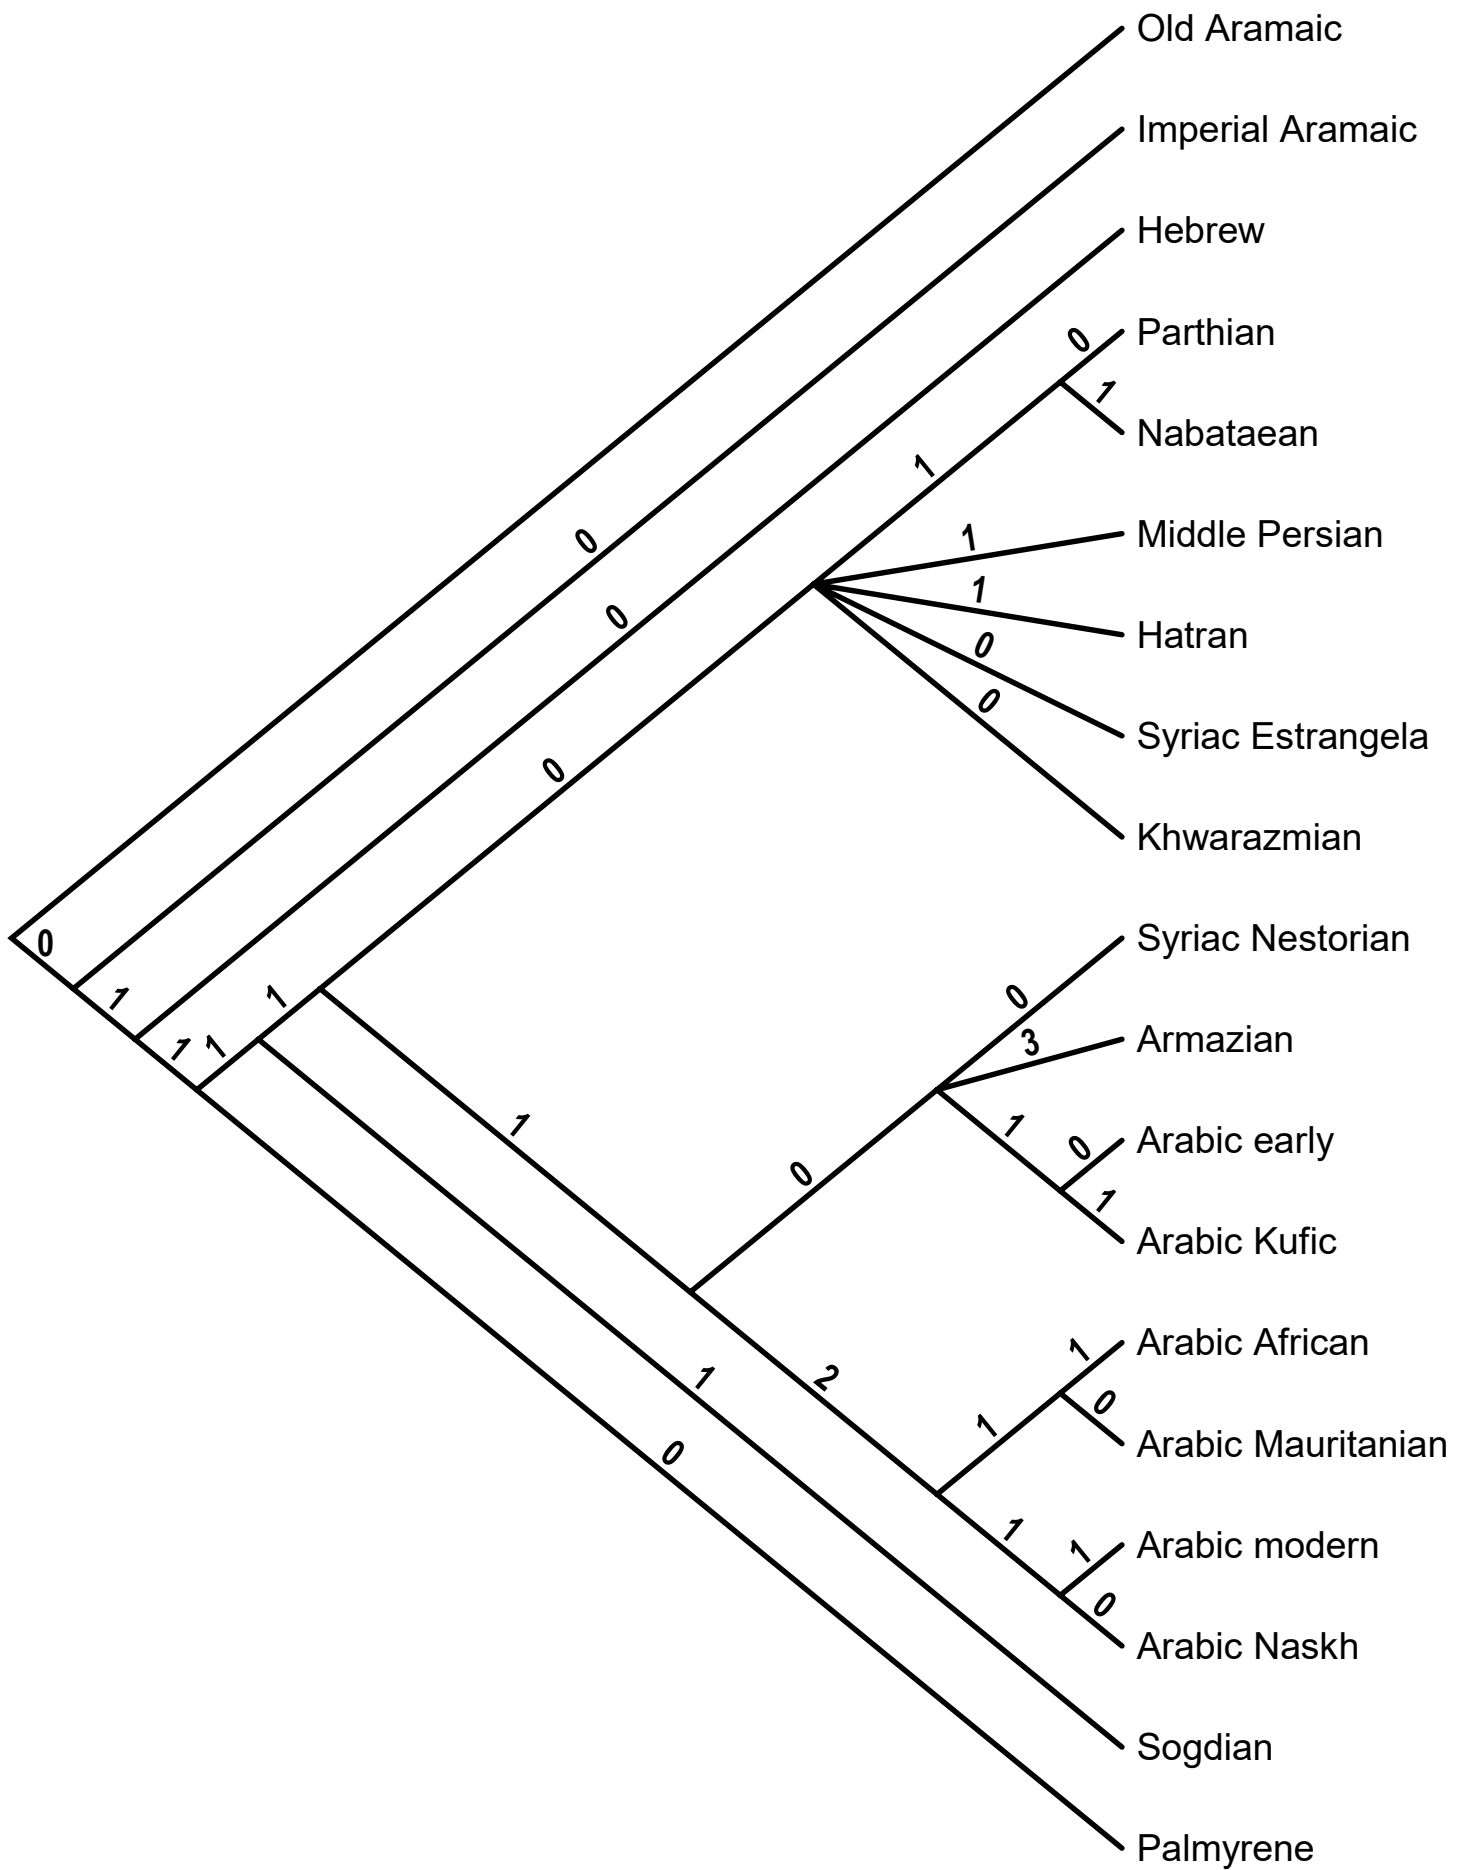 Old Aramaic
Imperial Aramaic
Hebrew
0
Parthian
1
Nabataean
1
1
Middle Persian
0
1
Hatran
0
0
Syriac Estrangela
0
0
Khwarazmian
0
Syriac Nestorian
1
1
0
3
Armazian
1
1
1
1
0
Arabic early
0
1
Arabic Kufic
1
Arabic African
1
2
0
1
Arabic Mauritanian
0
1
1
Arabic modern
0
Arabic Naskh
Sogdian
Palmyrene